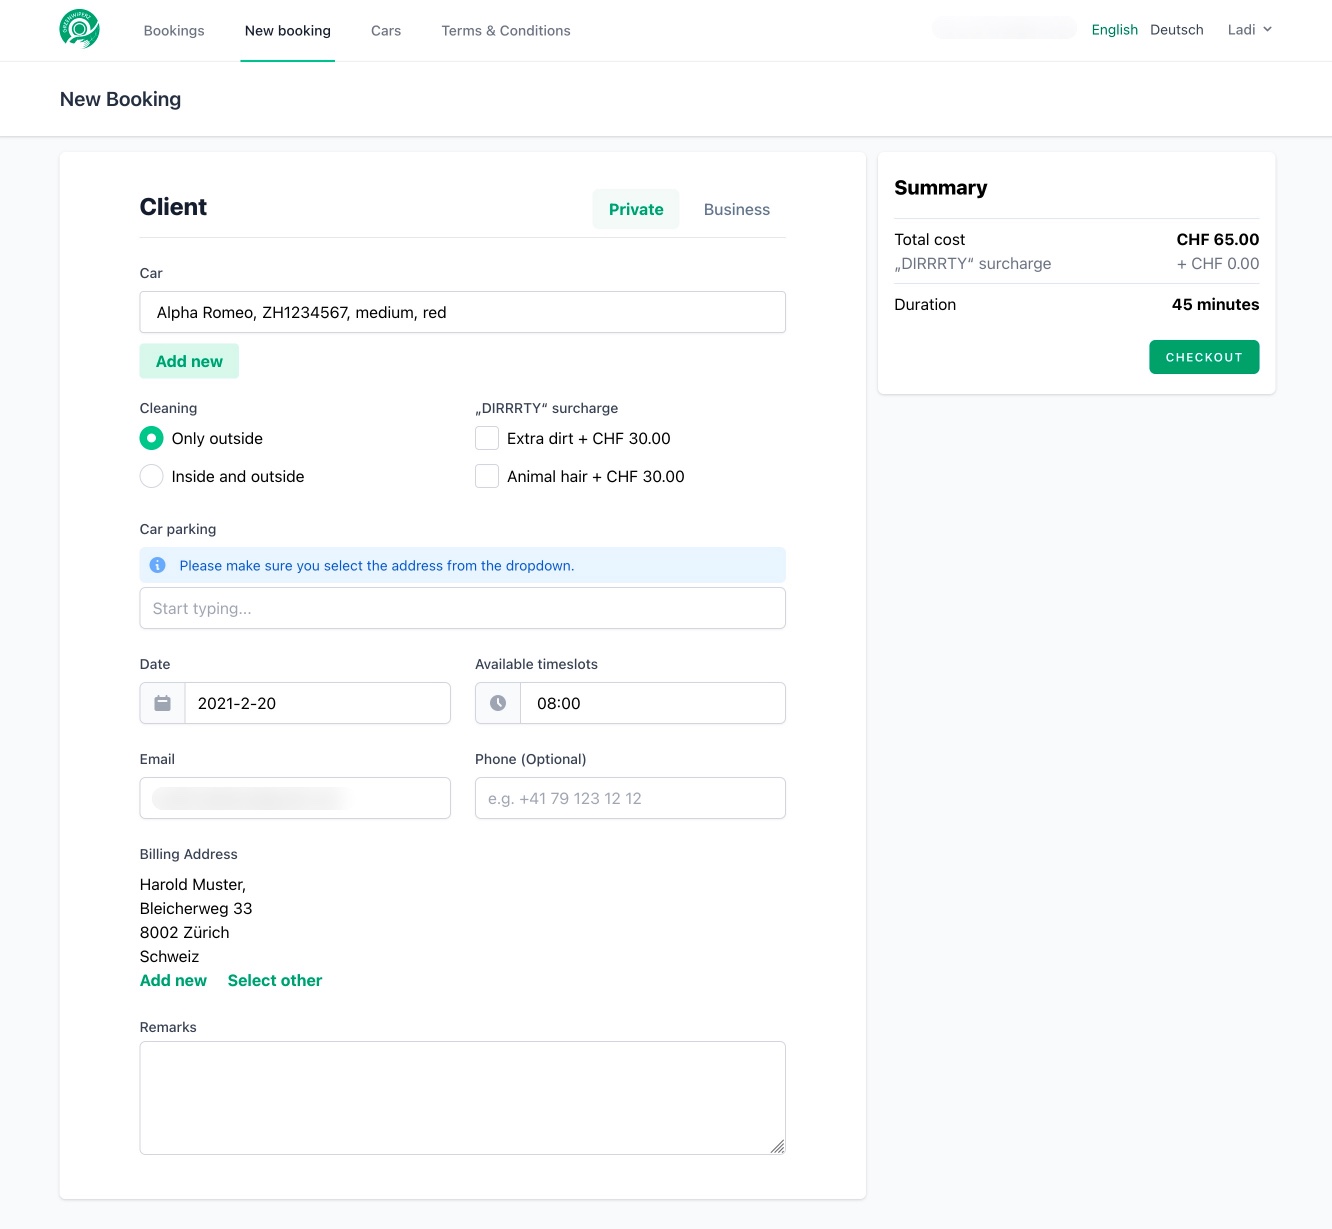 Bookings New booking Cars Terms & Conditions English Deutsch Ladi
New Booking
Client Private Business
Car
Alpha Romeo, ZH1234567, medium, red
Add new
Cleaning
Only outside
Inside and outside
„DIRRRTY“ surcharge
Extra dirt + CHF 30.00
Animal hair + CHF 30.00
Car parking
Please make sure you select the address from the dropdown.
Start typing...
Date
2021-2-20
Available timeslots
08:00
Email
Phone (Optional)
e.g. +41 79 123 12 12
Billing Address
Harold Muster,
Bleicherweg 33
8002 Zürich
Schweiz
Add new Select other
Remarks
Summary
Total cost CHF 65.00
„DIRRRTY“ surcharge + CHF 0.00
Duration 45 minutes
CHECKOUT